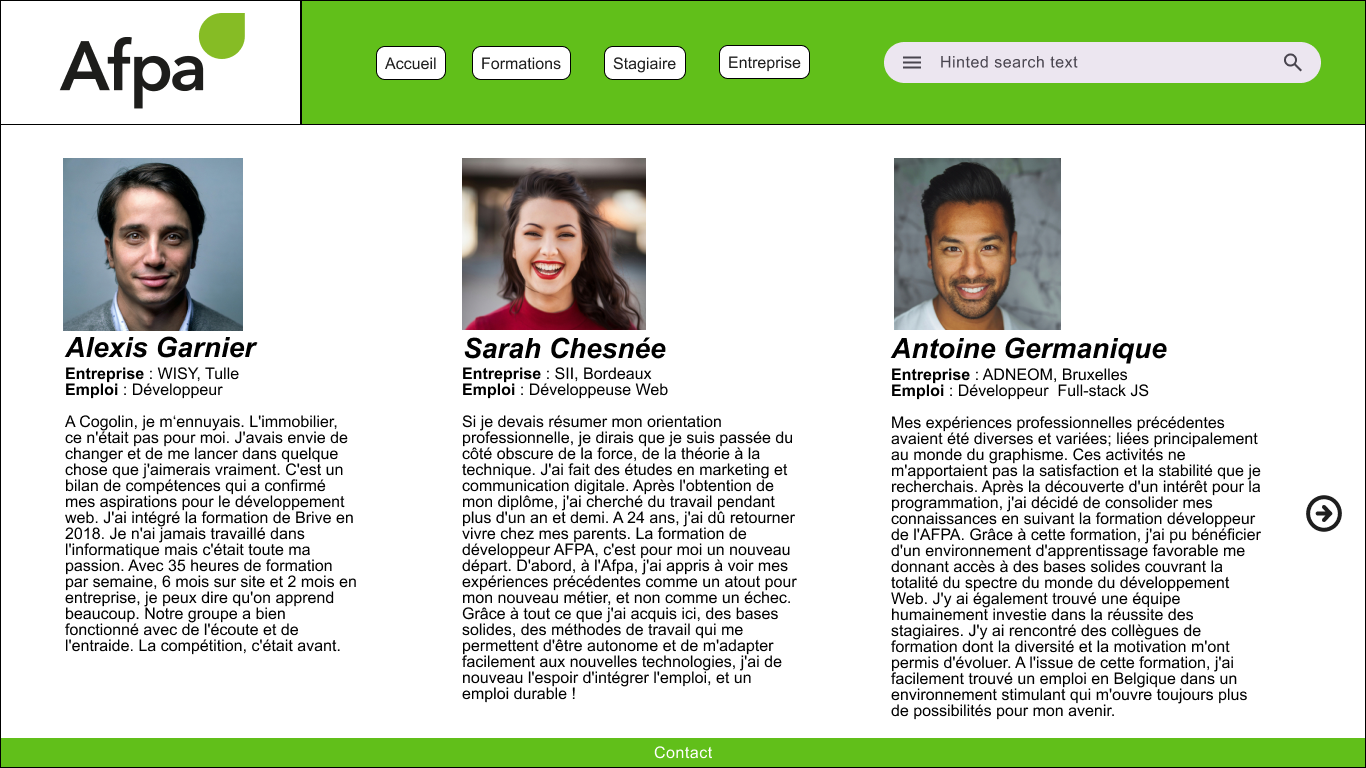 Afpa
Accueil
Formations
Stagiaire
Entreprise
Hinted search text
Alexis Garnier
Entreprise : WISY, Tulle
Emploi : Développeur
A Cogolin, je m‘ennuyais. L'immobilier,
ce n'était pas pour moi. J'avais envie de
changer et de me lancer dans quelque
chose que j'aimerais vraiment. C'est un
bilan de compétences qui a confirmé
mes aspirations pour le développement
web. J'ai intégré la formation de Brive en
2018. Je n'ai jamais travaillé dans
l'informatique mais c'était toute ma
passion. Avec 35 heures de formation
par semaine, 6 mois sur site et 2 mois en
entreprise, je peux dire qu'on apprend
beaucoup. Notre groupe a bien
fonctionné avec de l'écoute et de
l'entraide. La compétition, c'était avant.
Sarah Chesnée
Entreprise : SII, Bordeaux
Emploi : Développeuse Web
Si je devais résumer mon orientation
professionnelle, je dirais que je suis passée du
côté obscure de la force, de la théorie à la
technique. J'ai fait des études en marketing et
communication digitale. Après l'obtention de
mon diplôme, j'ai cherché du travail pendant
plus d'un an et demi. A 24 ans, j'ai dû retourner
vivre chez mes parents. La formation de
développeur AFPA, c'est pour moi un nouveau
départ. D'abord, à l'Afpa, j'ai appris à voir mes
expériences précédentes comme un atout pour
mon nouveau métier, et non comme un échec.
Grâce à tout ce que j'ai acquis ici, des bases
solides, des méthodes de travail qui me
permettent d'être autonome et de m'adapter
facilement aux nouvelles technologies, j'ai de
nouveau l'espoir d'intégrer l'emploi, et un
emploi durable !
Antoine Germanique
Entreprise : ADNEOM, Bruxelles
Emploi : Développeur  Full-stack JS
Mes expériences professionnelles précédentes
avaient été diverses et variées; liées principalement
au monde du graphisme. Ces activités ne
m'apportaient pas la satisfaction et la stabilité que je
recherchais. Après la découverte d'un intérêt pour la
programmation, j'ai décidé de consolider mes
connaissances en suivant la formation développeur
de l'AFPA. Grâce à cette formation, j'ai pu bénéficier
d'un environnement d'apprentissage favorable me
donnant accès à des bases solides couvrant la
totalité du spectre du monde du développement
Web. J'y ai également trouvé une équipe
humainement investie dans la réussite des
stagiaires. J'y ai rencontré des collègues de
formation dont la diversité et la motivation m'ont
permis d'évoluer. A l'issue de cette formation, j'ai
facilement trouvé un emploi en Belgique dans un
environnement stimulant qui m'ouvre toujours plus
de possibilités pour mon avenir.
Contact